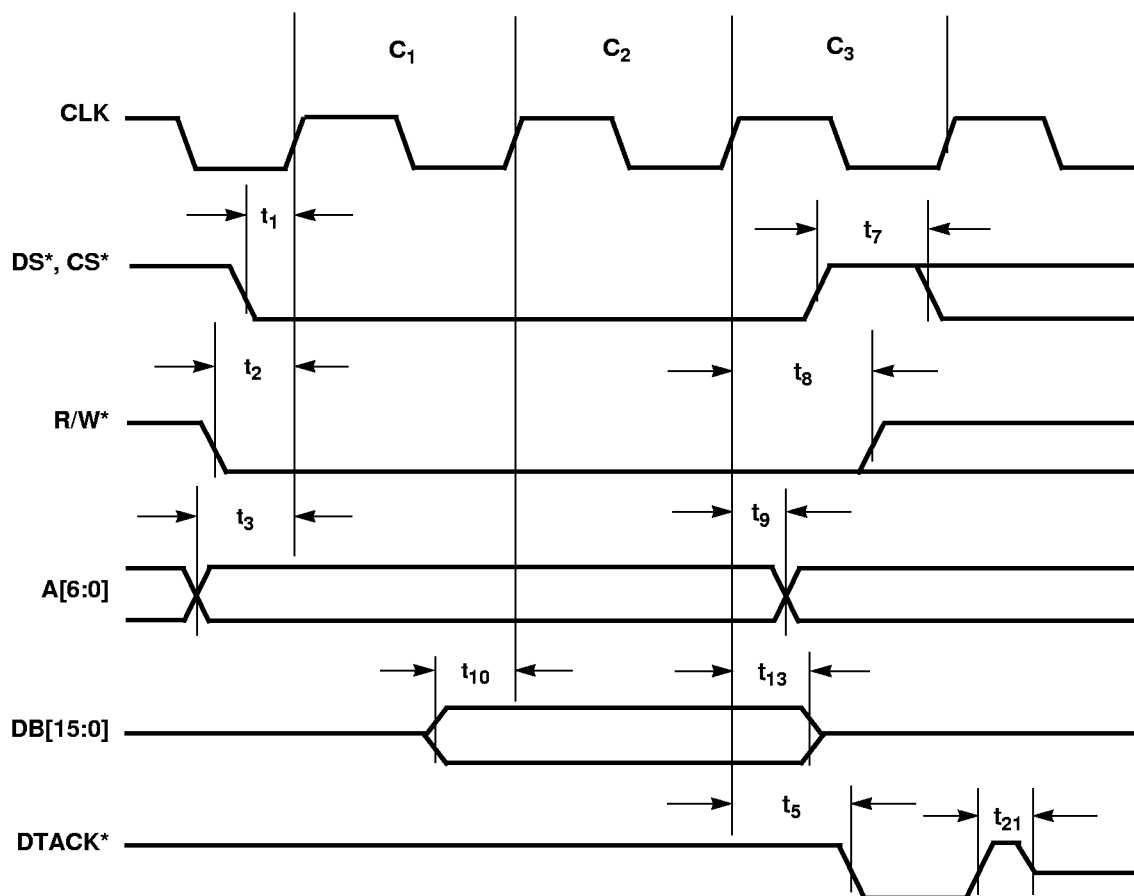 C1 C2 C3
CLK
t1
t7
DS*, CS*
t2
t8
R/W*
t3
t9
A[6:0]
t10
t13
DB[15:0]
t5
t21
DTACK*